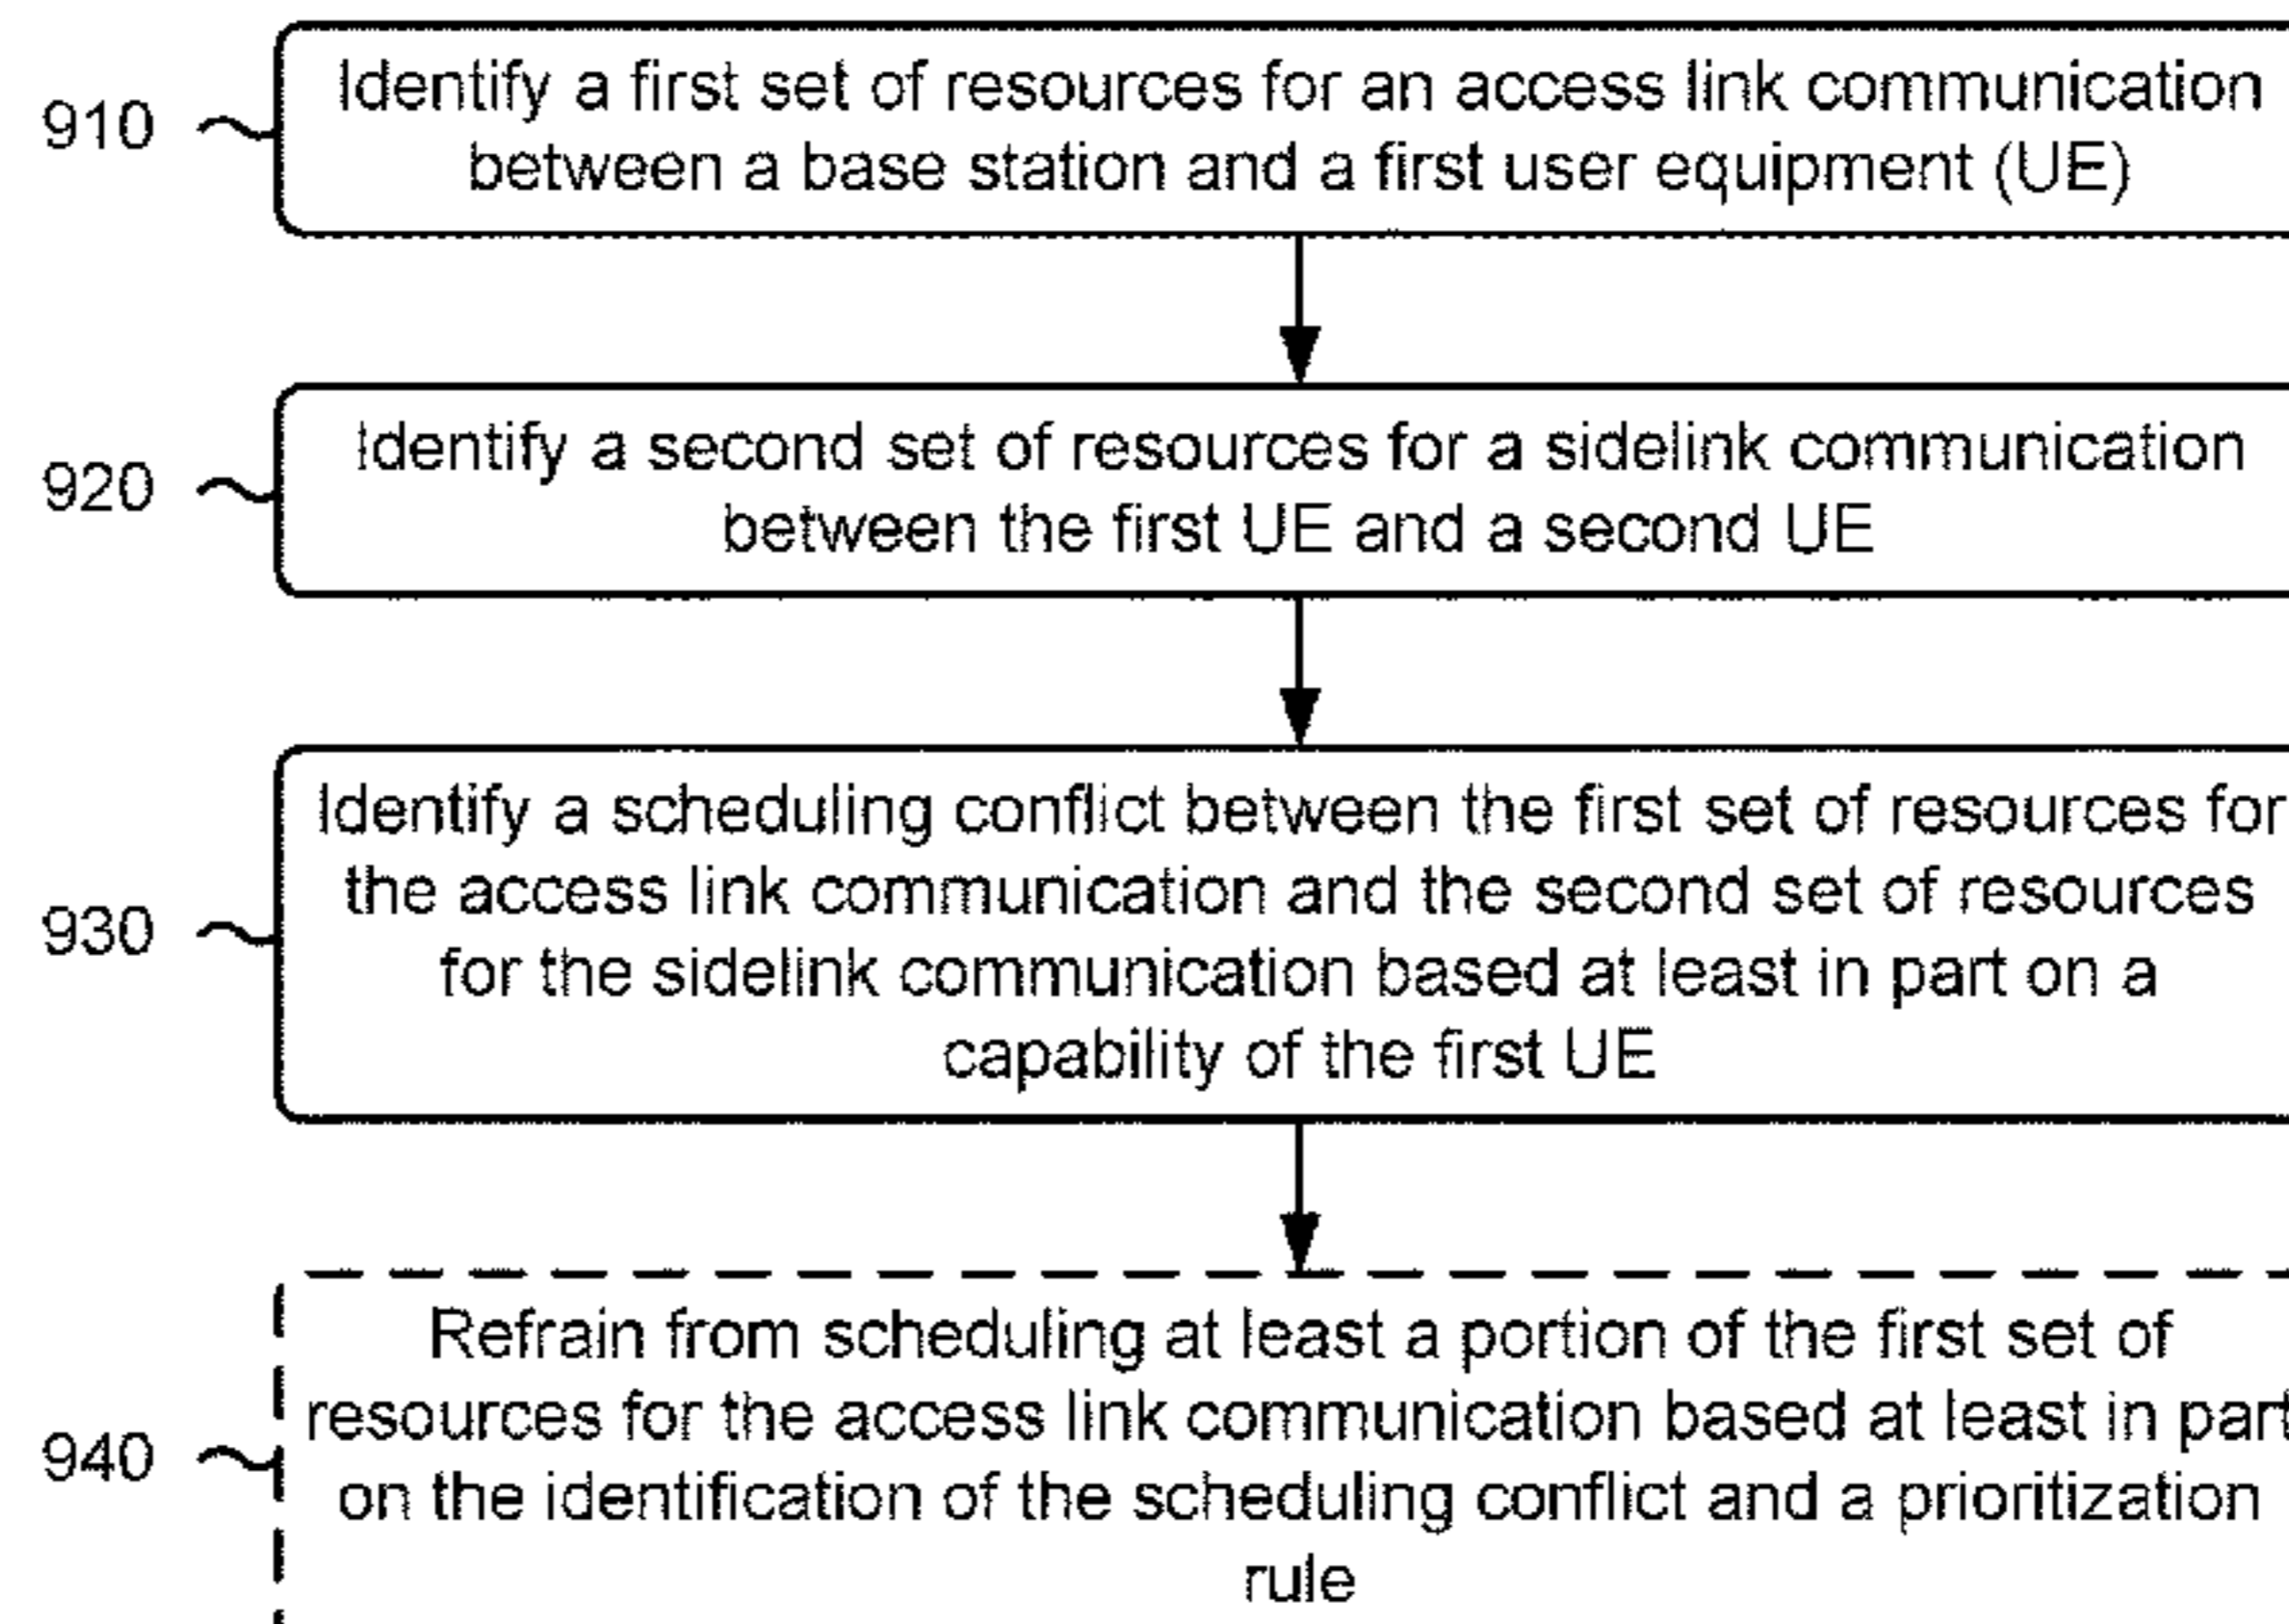 910
Identify a first set of resources for an access link communication
between a base station and a first user equipment (UE)
920
Identify a second set of resources for a sidelink communication
between the first UE and a second UE
930
Identify a scheduling conflict between the first set of resources for
the access link communication and the second set of resources
for the sidelink communication based at least in part on a
capability of the first UE
940
Refrain from scheduling at least a portion of the first set of
resources for the access link communication based at least in part
on the identification of the scheduling conflict and a prioritization
rule